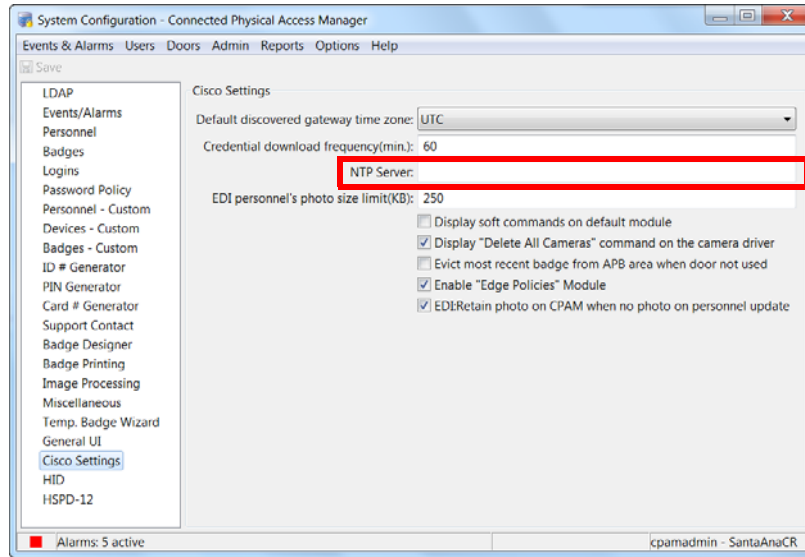 System Configuration - Connected Physical Access Manager
Events & Alarms Users Doors Admin Reports Options Help
Save
LDAP
Events/Alarms
Personnel
Badges
Logins
Password Policy
Personnel - Custom
Devices - Custom
Badges - Custom
ID # Generator
PIN Generator
Card # Generator
Support Contact
Badge Designer
Badge Printing
Image Processing
Miscellaneous
Temp. Badge Wizard
General UI
Cisco Settings
HID
HSPD-12
Cisco Settings
Default discovered gateway time zone: UTC
Credential download frequency(min.): 60
NTP Server:
EDI personnel's photo size limit(KB): 250
Display soft commands on default module
Display "Delete All Cameras" command on the camera driver
Evict most recent badge from APB area when door not used
Enable "Edge Policies" Module
EDI:Retain photo on CPAM when no photo on personnel update
Alarms: 5 active
cpamadmin - SantaAnaCR